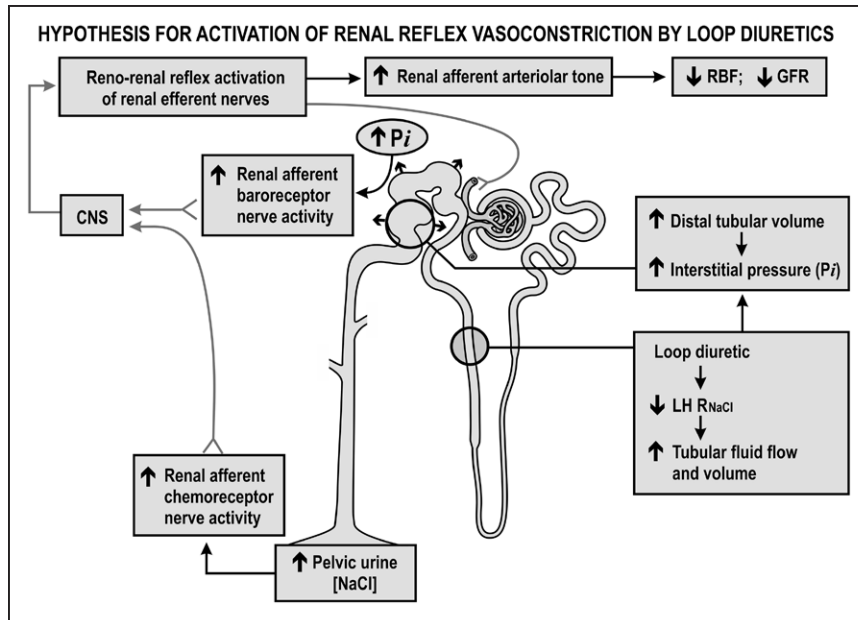 HYPOTHESIS FOR ACTIVATION OF RENAL REFLEX VASOCONSTRICTION BY LOOP DIURETICS
Reno-renal reflex activation
of renal efferent nerves
↑ Renal afferent arteriolar tone
↓ RBF; ↓ GFR
↑ Pi
↑ Renal afferent
baroreceptor
nerve activity
CNS
↑ Distal tubular volume
↑ Interstitial pressure (Pi)
Loop diuretic
↓ LH RNaCl
↑ Tubular fluid flow
and volume
↑ Renal afferent
chemoreceptor
nerve activity
↑ Pelvic urine
[NaCl]